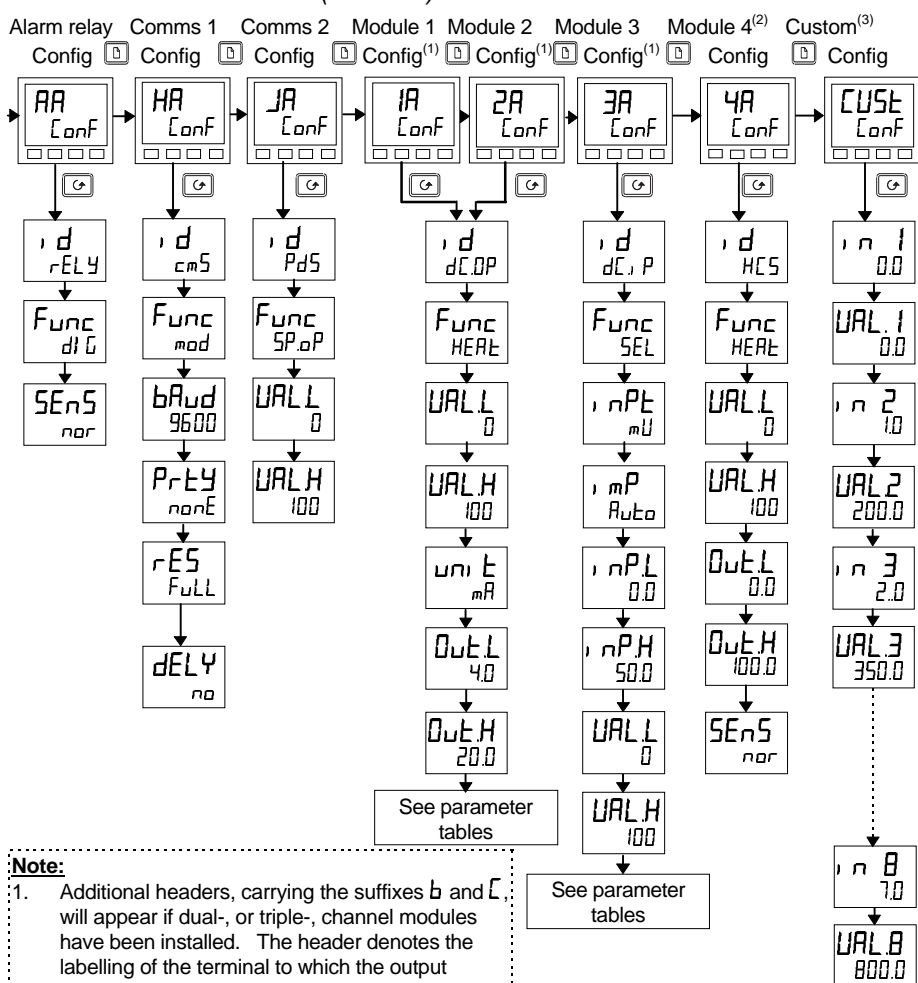 Alarm relay Config
Comms 1 Config
Comms 2 Config
Module 1 Config(1)
Module 2 Config(1)
Module 3 Config(1)
Module 4(2) Config
Custom(3) Config
AA ConF
HA ConF
JA ConF
1A ConF
2A ConF
3A ConF
4A ConF
CUSt ConF
id
rELY
Func
diG
SEnS
nor
id
cmS
Func
mod
bAud
9600
PrtY
nonE
rES
FuLL
dELY
no
id
PdS
Func
SP.oP
VAL.L
0
VAL.H
100
id
dC.OP
Func
HEAt
VAL.L
0
VAL.H
100
unit
mA
Out.L
4.0
Out.H
20.0
See parameter
tables
id
dC.iP
Func
SEL
inPt
mV
imP
Auto
inP.L
0.0
inP.H
50.0
VAL.L
0
VAL.H
100
See parameter
tables
id
HES
Func
HEAt
VAL.L
0
VAL.H
100
Out.L
0.0
Out.H
100.0
SEnS
nor
in 1
0.0
VAL.1
0.0
in 2
1.0
VAL.2
200.0
in 3
2.0
VAL.3
350.0
in 8
7.0
VAL.8
800.0
Note:
1. Additional headers, carrying the suffixes b and C,
will appear if dual-, or triple-, channel modules
have been installed. The header denotes the
labelling of the terminal to which the output